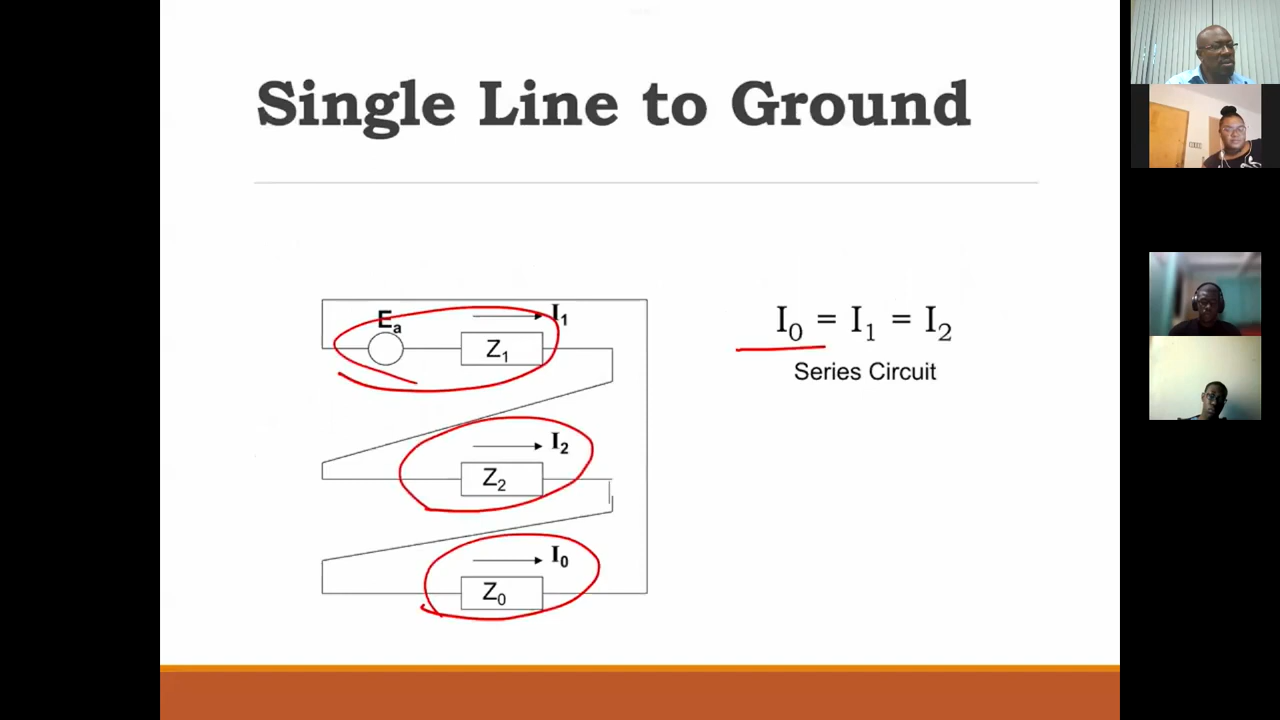 Single Line to Ground
Eₐ
I₁
Z₁
I₀ = I₁ = I₂
Series Circuit
I₂
Z₂
I₀
Z₀